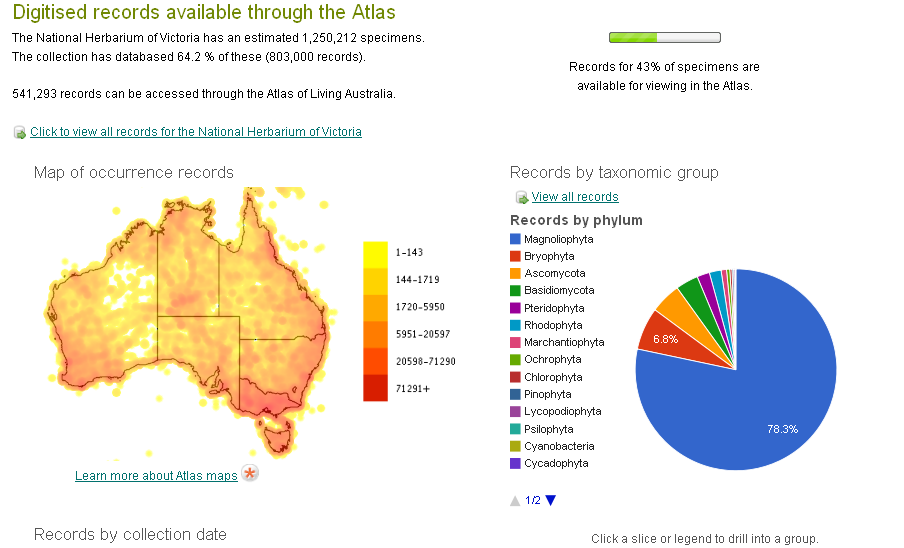 Digitised records available through the Atlas
The National Herbarium of Victoria has an estimated 1,250,212 specimens.
The collection has databased 64.2 % of these (803,000 records).
541,293 records can be accessed through the Atlas of Living Australia.
Click to view all records for the National Herbarium of Victoria
Records for 43% of specimens are
available for viewing in the Atlas.
Map of occurrence records
1-143
144-1719
1720-5950
5951-20597
20598-71290
71291+
Learn more about Atlas maps
Records by collection date
Records by taxonomic group
View all records
Records by phylum
Magnoliophyta
Bryophyta
Ascomycota
Basidiomycota
Pteridophyta
Rhodophyta
Marchantiophyta
Ochrophyta
Chlorophyta
Pinophyta
Lycopodiophyta
Psilophyta
Cyanobacteria
Cycadophyta
1/2
6.8%
78.3%
Click a slice or legend to drill into a group.